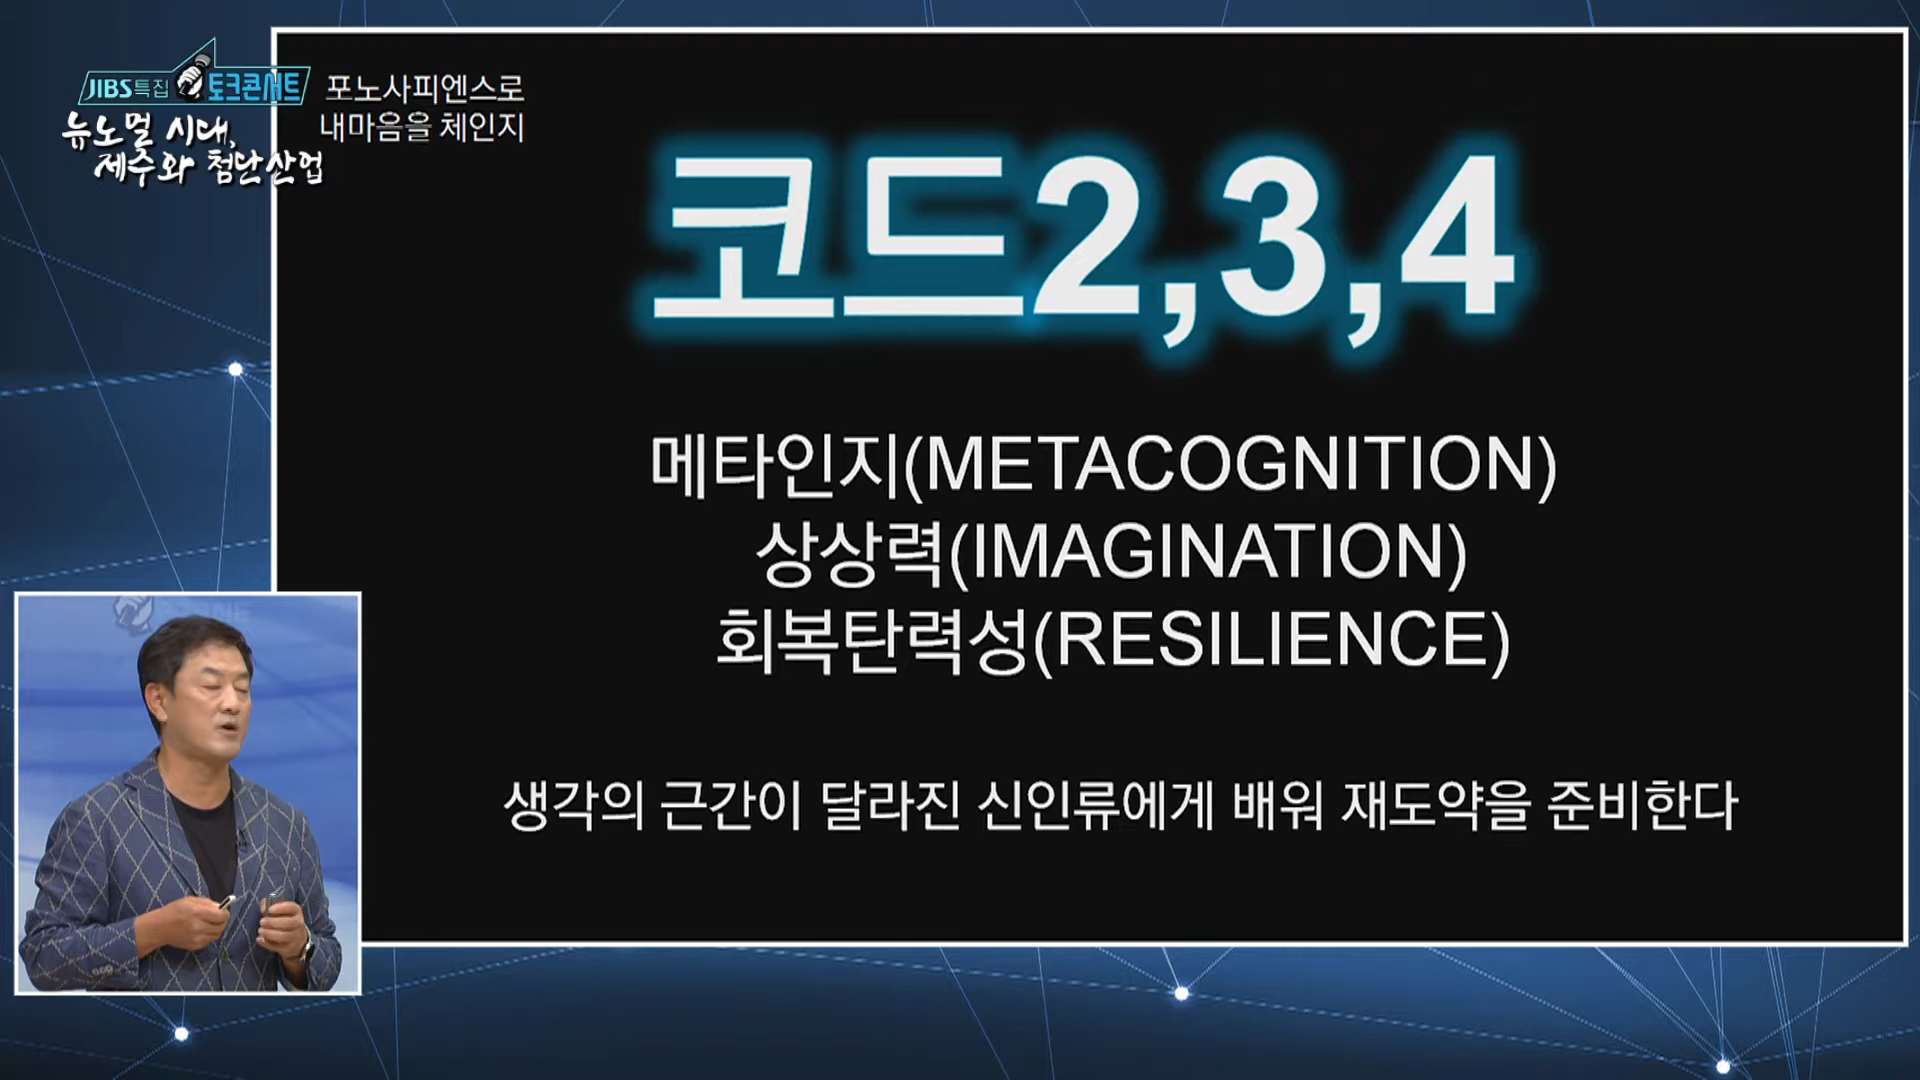 JIBS특집 토크콘서트
뉴노멀 시대,
제주와 첨단산업
포노사피엔스로
내마음을 체인지
코드2,3,4
메타인지(METACOGNITION)
상상력(IMAGINATION)
회복탄력성(RESILIENCE)
생각의 근간이 달라진 신인류에게 배워 재도약을 준비한다